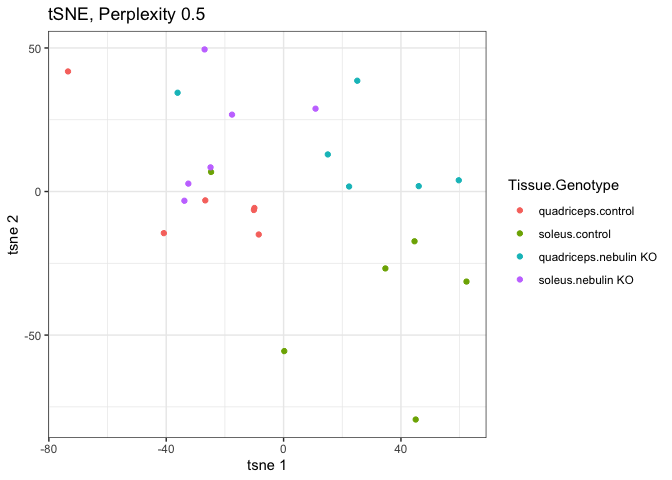 tSNE, Perplexity 0.5
50
0
-50
tsne 2
-80
-40
0
40
tsne 1
Tissue.Genotype
quadriceps.control
soleus.control
quadriceps.nebulin KO
soleus.nebulin KO